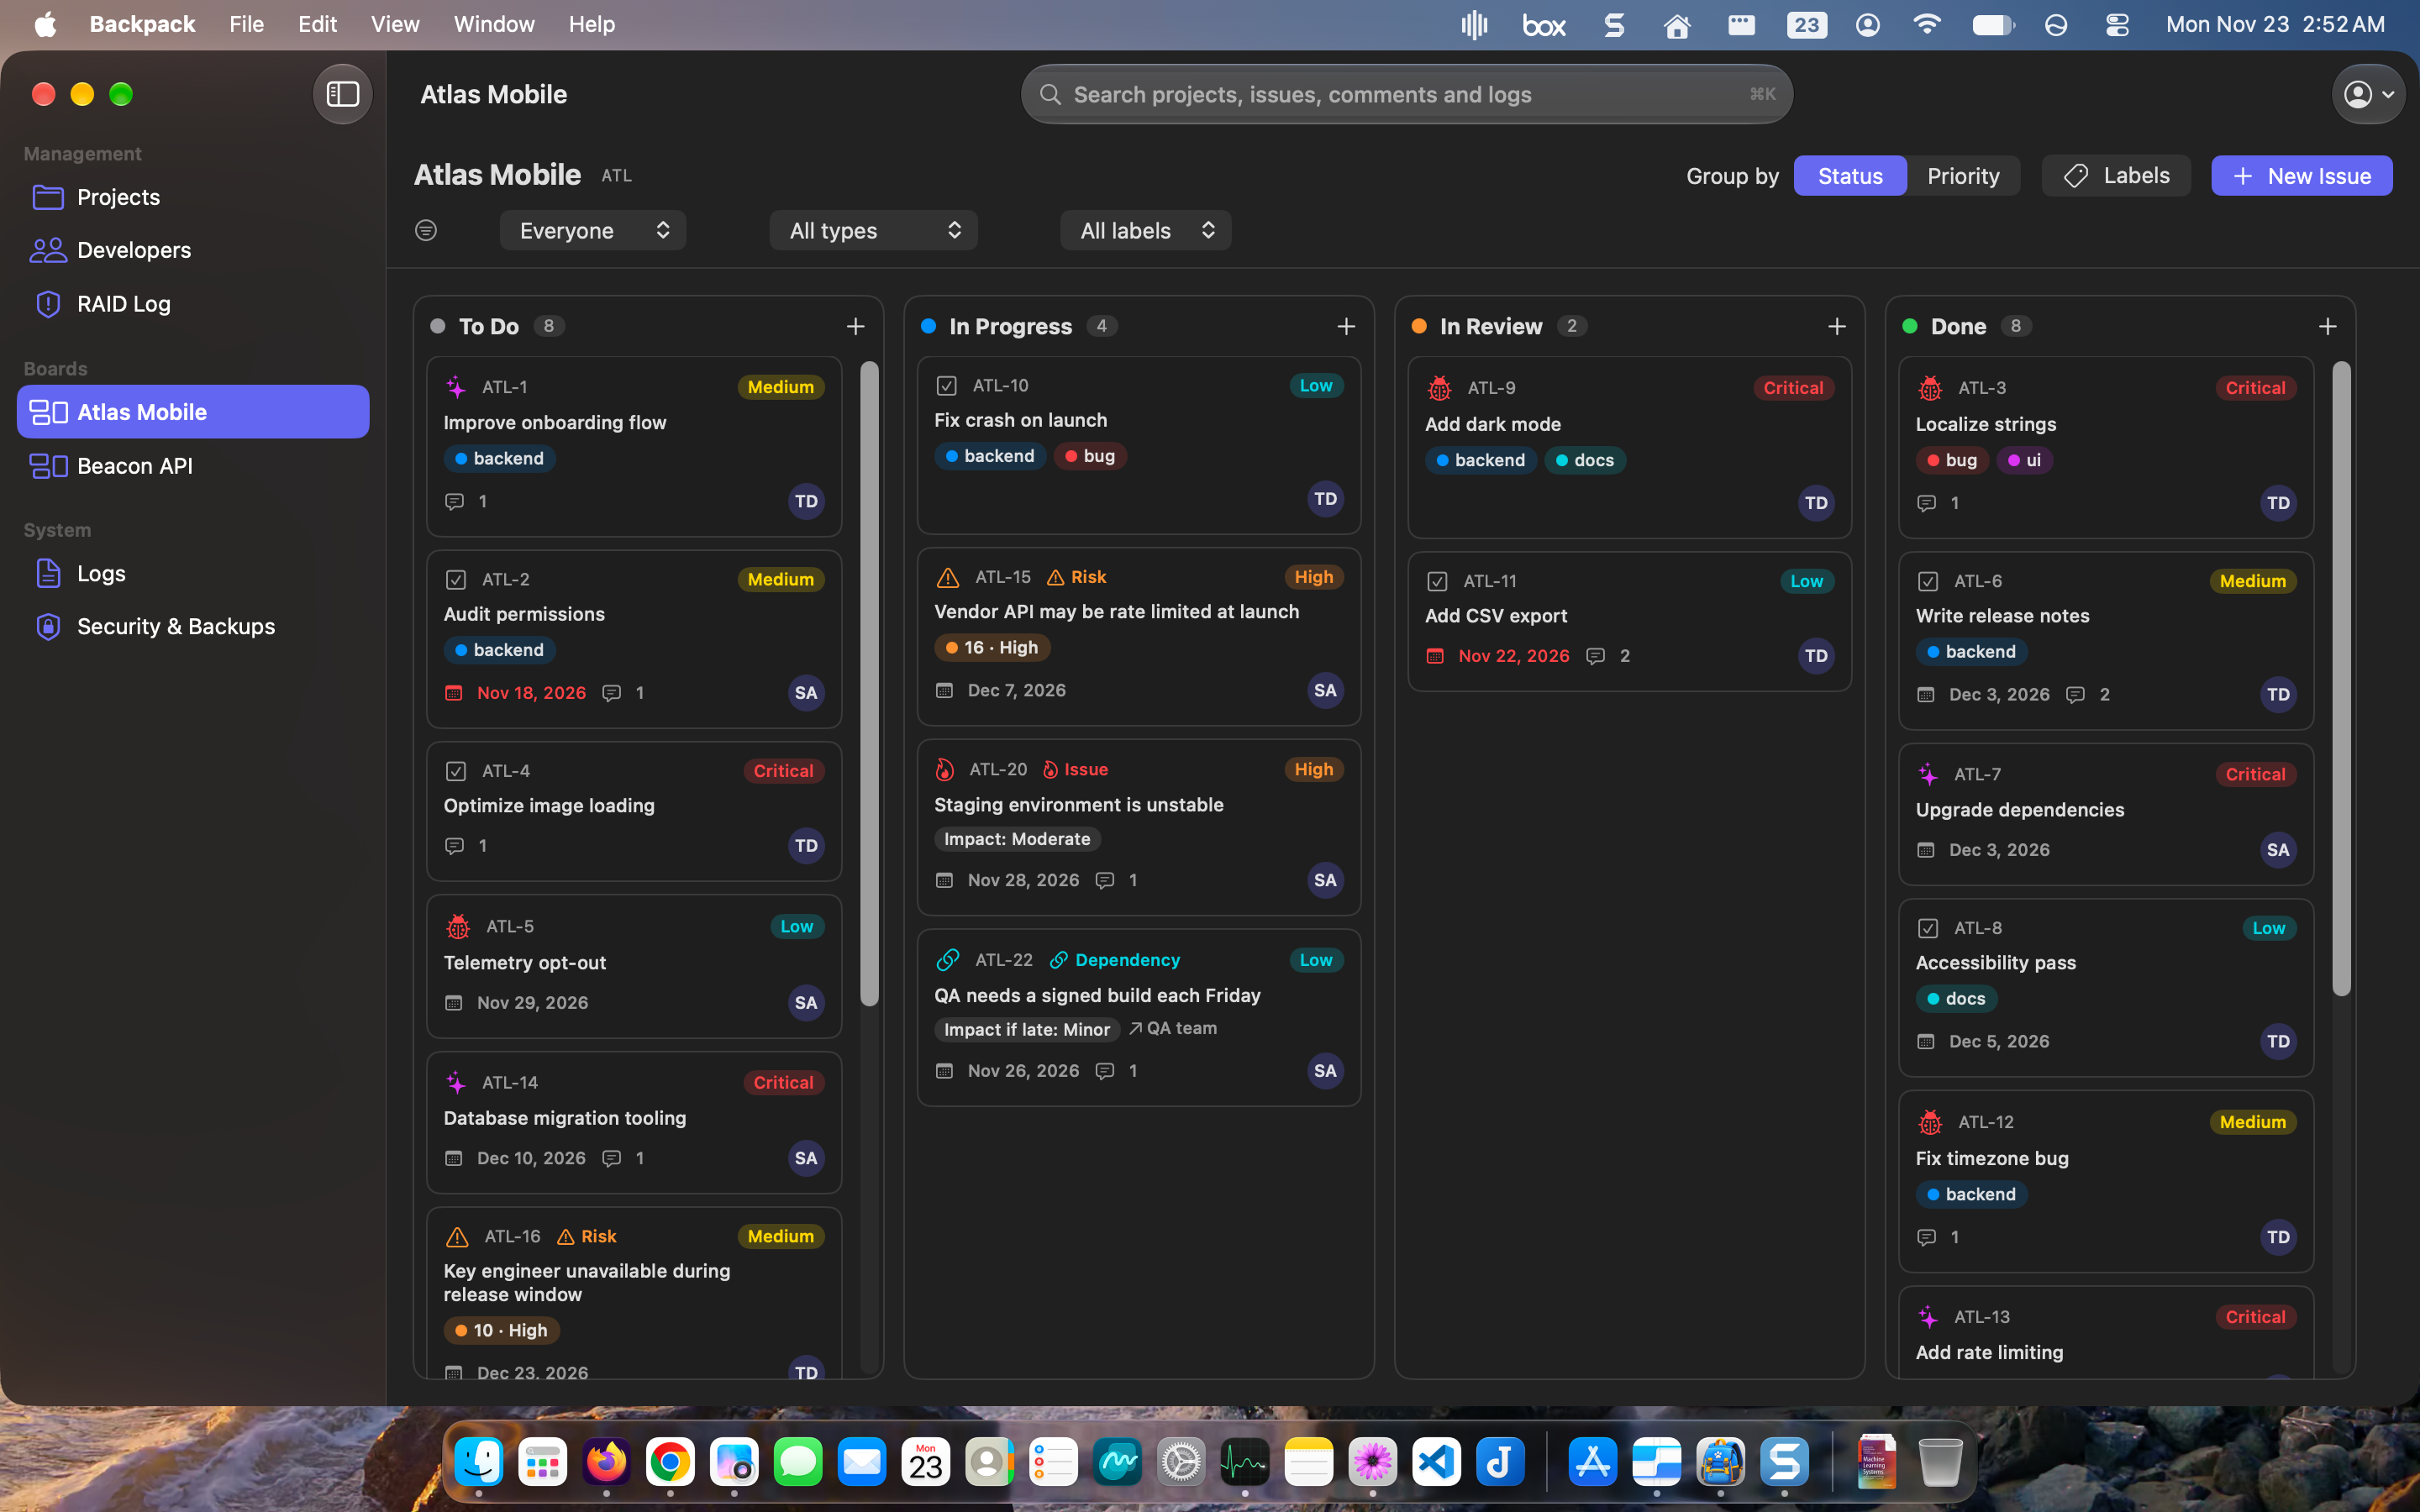 Backpack File Edit View Window Help box 23 Mon Nov 23 2:52 AM
Atlas Mobile
Search projects, issues, comments and logs ⌘K
Management
Projects
Developers
RAID Log
Boards
Atlas Mobile
Beacon API
System
Logs
Security & Backups
Atlas Mobile ATL
Group by Status Priority Labels + New Issue
Everyone All types All labels
To Do 8
ATL-1 Medium
Improve onboarding flow
backend
1 TD
ATL-2 Medium
Audit permissions
backend
Nov 18, 2026 1 SA
ATL-4 Critical
Optimize image loading
1 TD
ATL-5 Low
Telemetry opt-out
Nov 29, 2026 SA
ATL-14 Critical
Database migration tooling
Dec 10, 2026 1 SA
ATL-16 Risk Medium
Key engineer unavailable during
release window
10 · High
Dec 23, 2026 TD
In Progress 4
ATL-10 Low
Fix crash on launch
backend bug
TD
ATL-15 Risk High
Vendor API may be rate limited at launch
16 · High
Dec 7, 2026 SA
ATL-20 Issue High
Staging environment is unstable
Impact: Moderate
Nov 28, 2026 1 SA
ATL-22 Dependency Low
QA needs a signed build each Friday
Impact if late: Minor QA team
Nov 26, 2026 1 SA
In Review 2
ATL-9 Critical
Add dark mode
backend docs
TD
ATL-11 Low
Add CSV export
Nov 22, 2026 2 TD
Done 8
ATL-3 Critical
Localize strings
bug ui
1 TD
ATL-6 Medium
Write release notes
backend
Dec 3, 2026 2 TD
ATL-7 Critical
Upgrade dependencies
Dec 3, 2026 SA
ATL-8 Low
Accessibility pass
docs
Dec 5, 2026 TD
ATL-12 Medium
Fix timezone bug
backend
1 TD
ATL-13 Critical
Add rate limiting
Mon
23
Machine
Learning
Systems